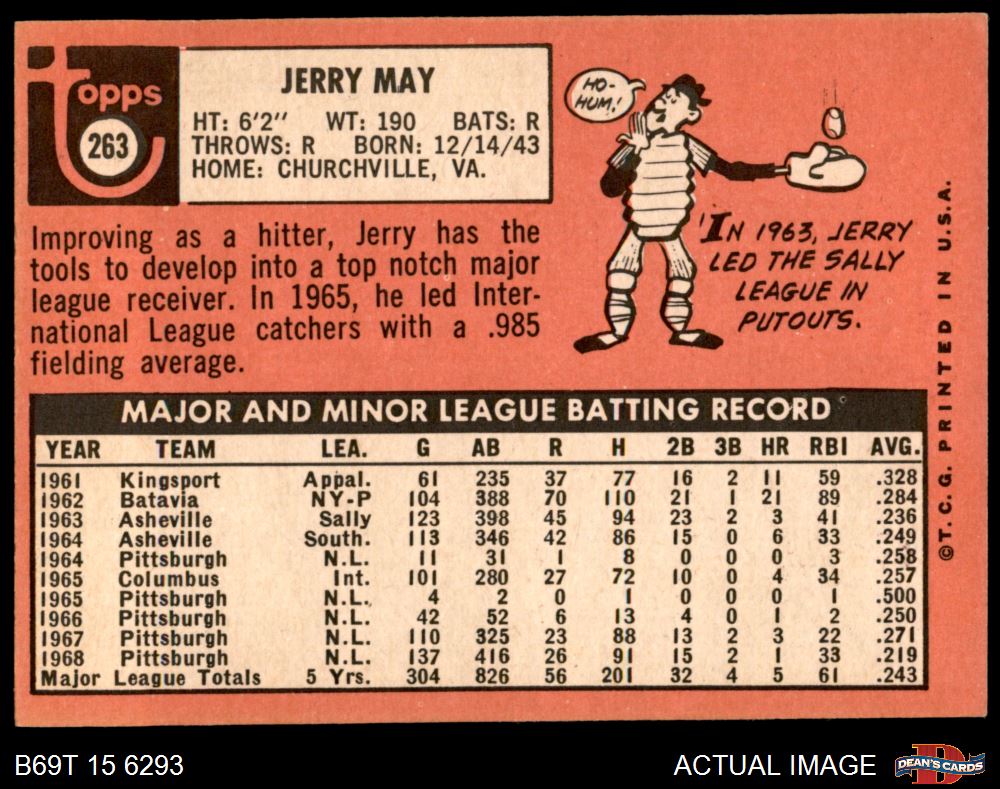 topps
263
JERRY MAY
HT: 6'2" WT: 190 BATS: R
THROWS: R BORN: 12/14/43
HOME: CHURCHVILLE, VA.
HO-
HUM!
Improving as a hitter, Jerry has the
tools to develop into a top notch major
league receiver. In 1965, he led Inter-
national League catchers with a .985
fielding average.
IN 1963, JERRY
LED THE SALLY
LEAGUE IN
PUTOUTS.
©T.C.G. PRINTED IN U.S.A.
MAJOR AND MINOR LEAGUE BATTING RECORD
YEAR TEAM LEA. G AB R H 2B 3B HR RBI AVG.
1961 Kingsport Appal. 61 235 37 77 16 2 11 59 .328
1962 Batavia NY-P 104 388 70 110 21 1 21 89 .284
1963 Asheville Sally 123 398 45 94 23 2 3 41 .236
1964 Asheville South. 113 346 42 86 15 0 6 33 .249
1964 Pittsburgh N.L. 11 31 1 8 0 0 0 3 .258
1965 Columbus Int. 101 280 27 72 10 0 4 34 .257
1965 Pittsburgh N.L. 4 2 0 1 0 0 0 1 .500
1966 Pittsburgh N.L. 42 52 6 13 4 0 1 2 .250
1967 Pittsburgh N.L. 110 325 23 88 13 2 3 22 .271
1968 Pittsburgh N.L. 137 416 26 91 15 2 1 33 .219
Major League Totals 5 Yrs. 304 826 56 201 32 4 5 61 .243
B69T 15 6293
ACTUAL IMAGE
D
DEAN'S CARDS